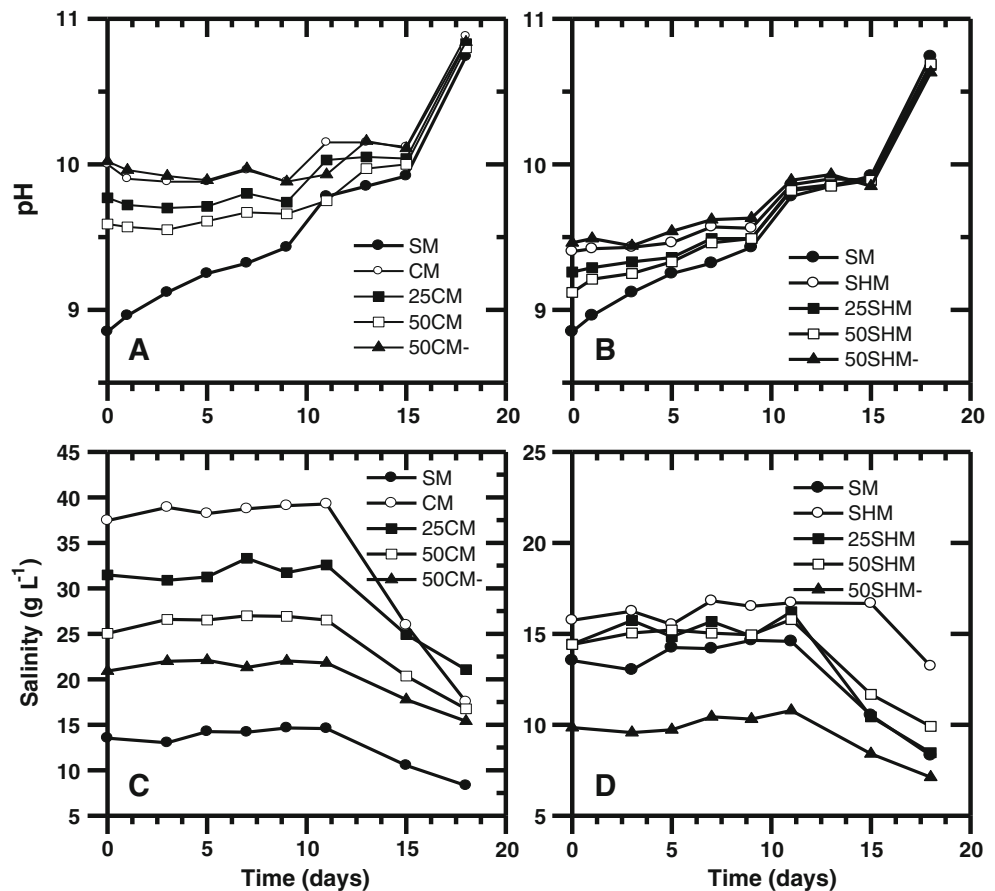 11
10
9
pH
SM
CM
25CM
50CM
50CM-
A
0 5 10 15 20
11
10
9
SM
SHM
25SHM
50SHM
50SHM-
B
0 5 10 15 20
45
40
35
30
25
20
15
10
5
Salinity (g L⁻¹)
SM
CM
25CM
50CM
50CM-
C
0 5 10 15 20
Time (days)
25
20
15
10
5
SM
SHM
25SHM
50SHM
50SHM-
D
0 5 10 15 20
Time (days)